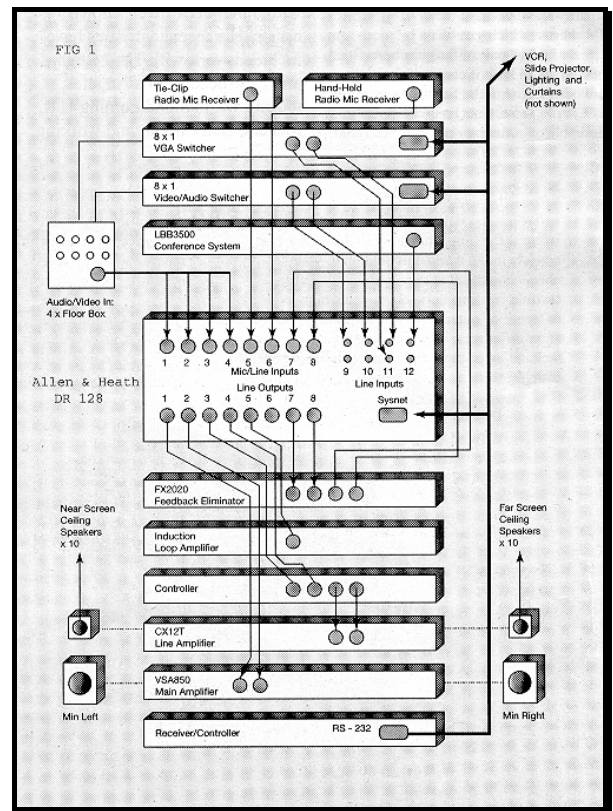 FIG 1
VCR,
Slide Projector,
Lighting and
Curtains
(not shown)
Tie-Clip
Radio Mic Receiver
Hand-Held
Radio Mic Receiver
8 x 1
VGA Switcher
8 x 1
Video/Audio Switcher
LBB3500
Conference System
Audio/Video In:
4 x Floor Box
1 2 3 4 5 6 7 8
Mic/Line Inputs
9 10 11 12
Line Inputs
Allen & Heath
DR 128
Line Outputs
1 2 3 4 5 6 7 8
Sysnet
FX2020
Feedback Eliminator
Near Screen
Ceiling
Speakers
x 10
Far Screen
Ceiling
Speakers
x 10
Induction
Loop Amplifier
Controller
CX12T
Line Amplifier
VSA850
Main Amplifier
Min Left
Min Right
Receiver/Controller
RS - 232